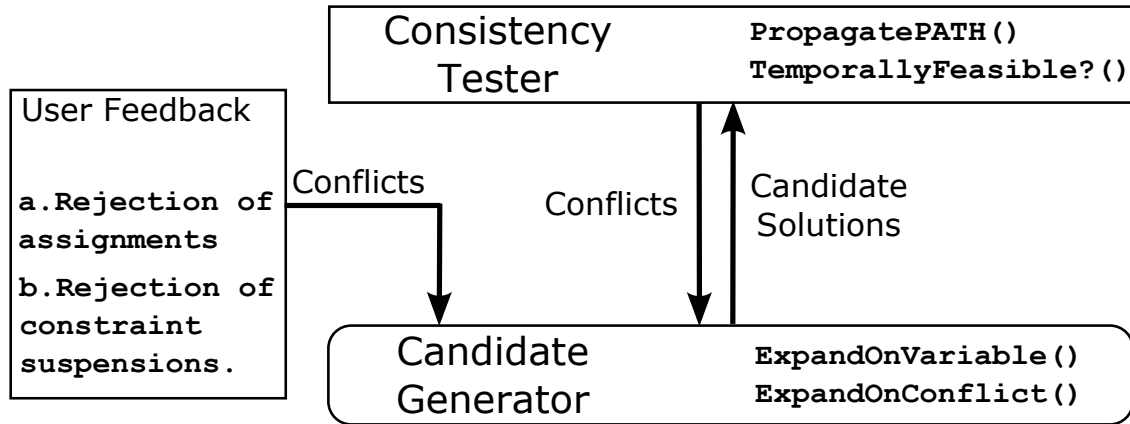 Consistency
Tester
PropagatePATH()
TemporallyFeasible?()
User Feedback
a.Rejection of
assignments
b.Rejection of
constraint
suspensions.
Conflicts
Conflicts
Candidate
Solutions
Candidate
Generator
ExpandOnVariable()
ExpandOnConflict()